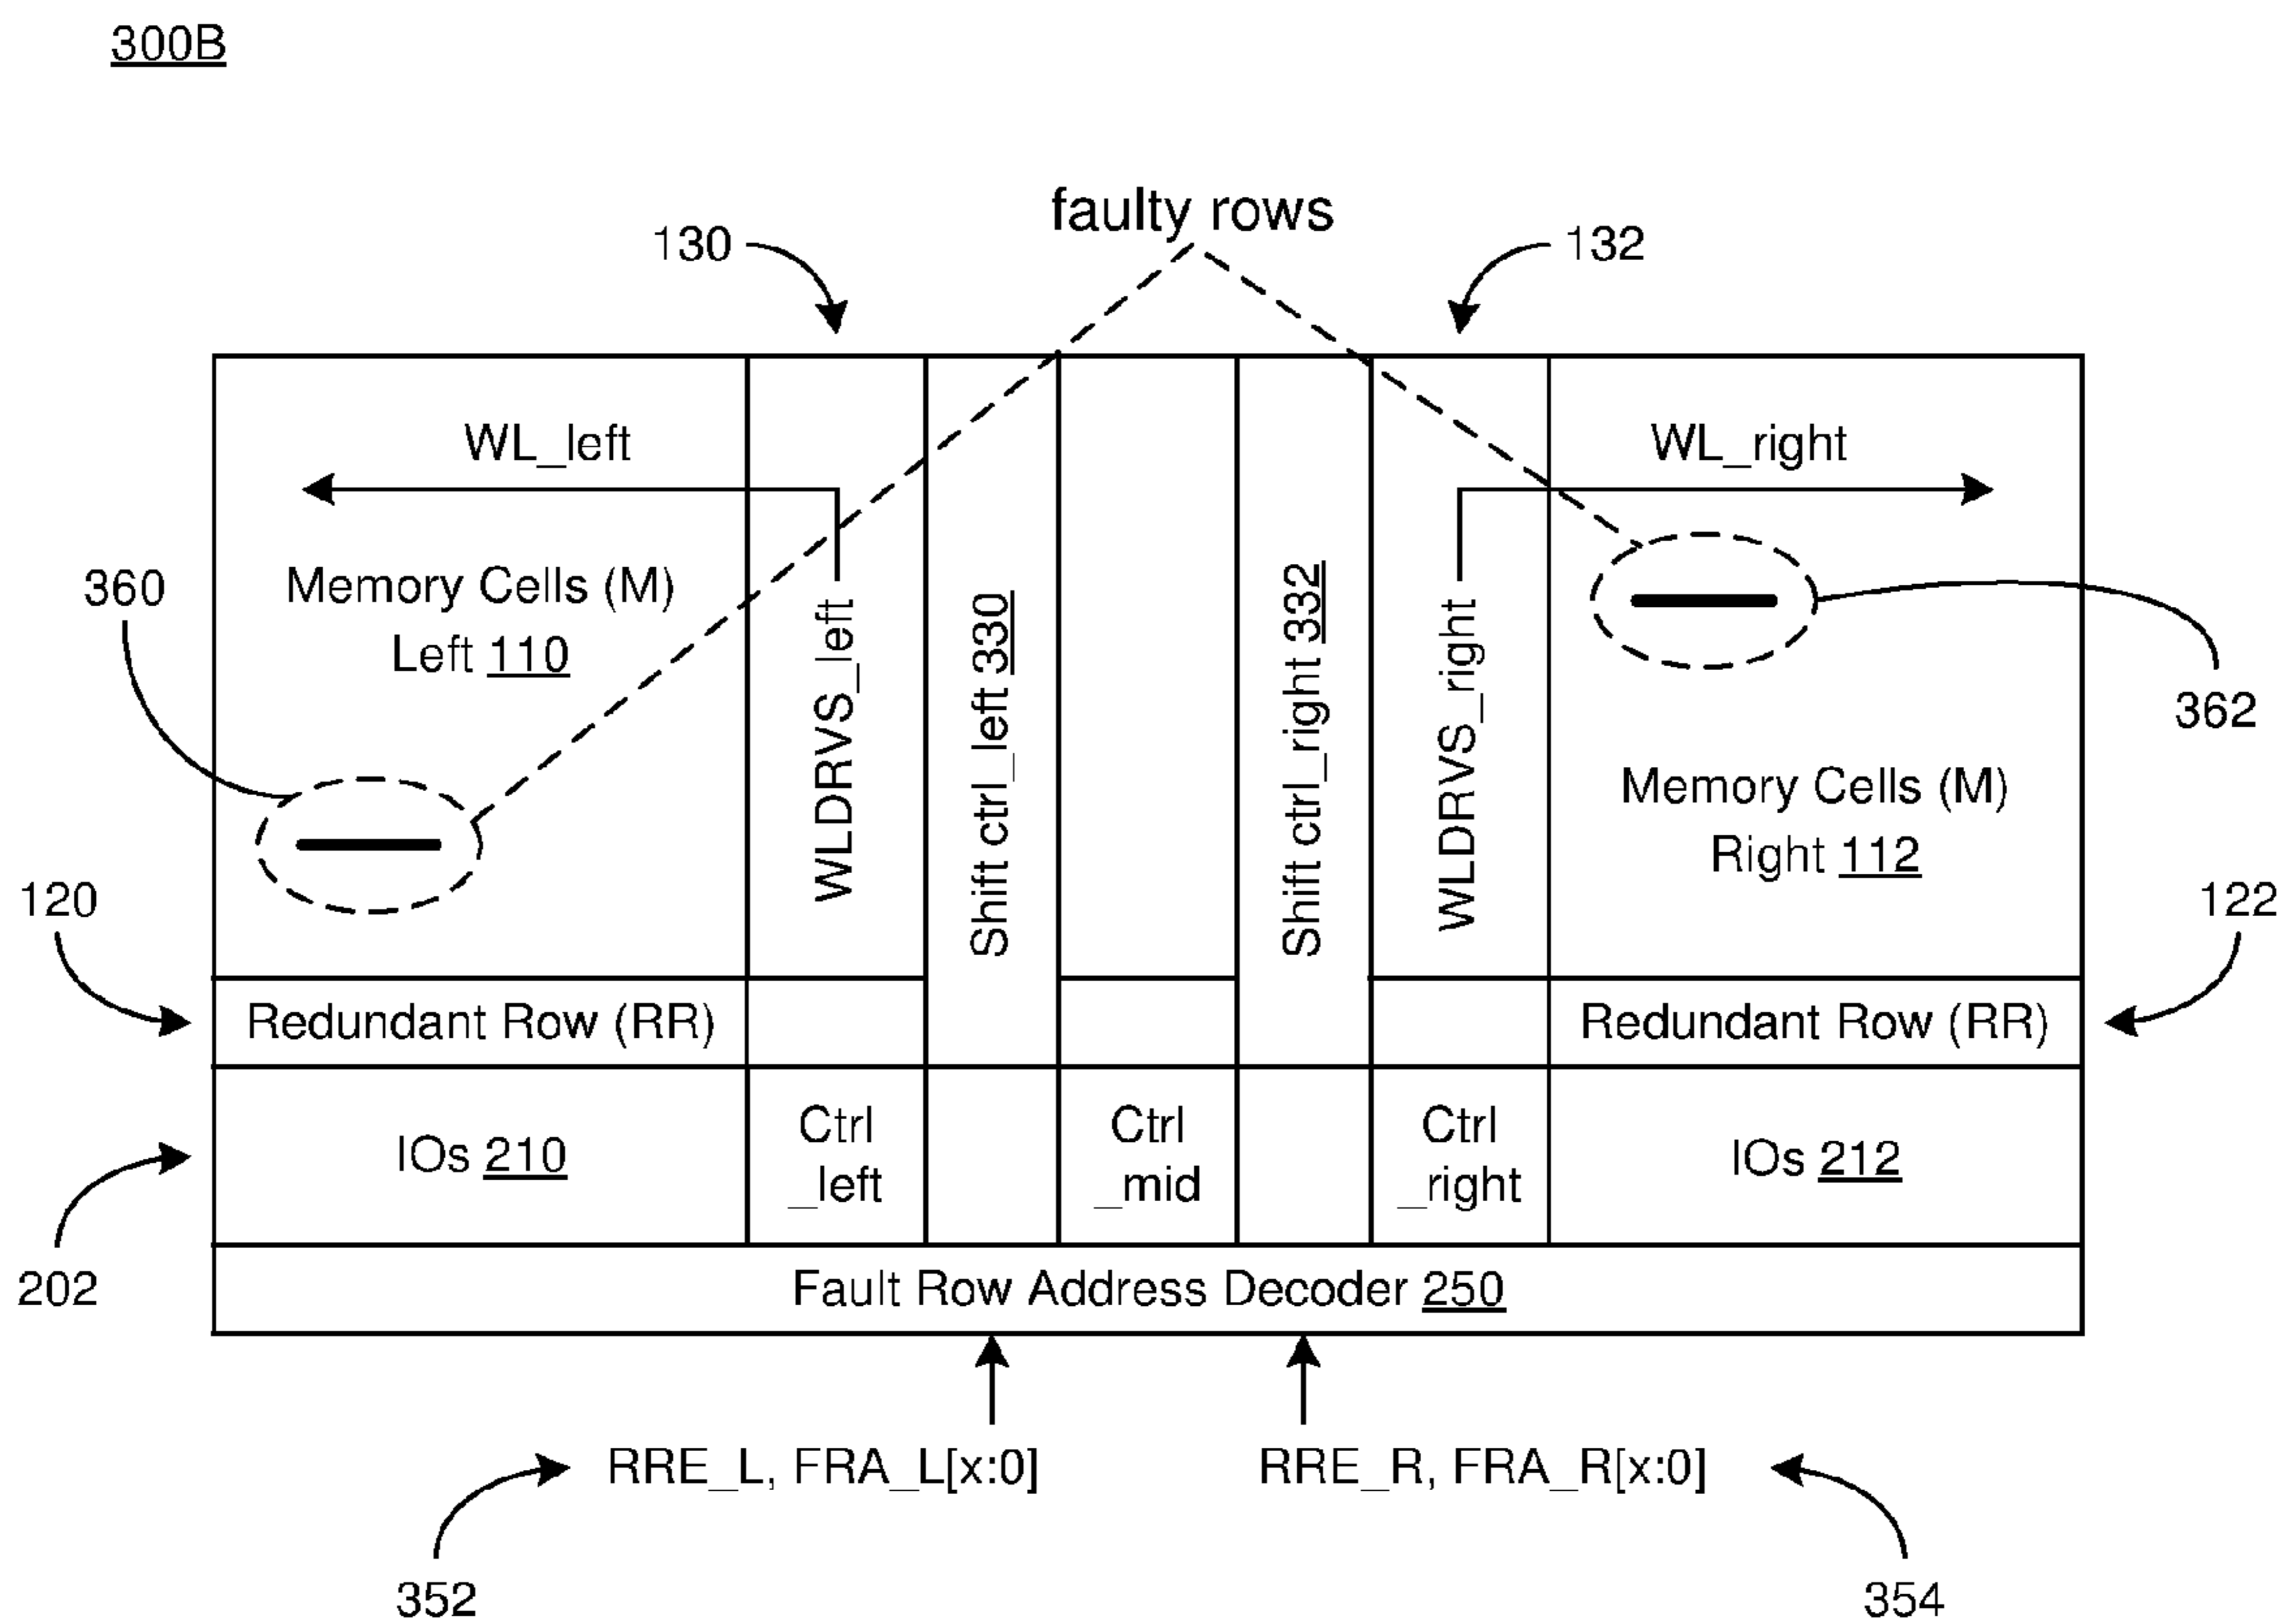 300B
faulty rows
130
132
WL_left
WL_right
360
Memory Cells (M)
Left 110
WLDRVS_left
Shift ctrl_left 330
Shift ctrl_right 332
WLDRVS_right
362
Memory Cells (M)
Right 112
120
122
Redundant Row (RR)
Redundant Row (RR)
IOs 210
Ctrl
_left
Ctrl
_mid
Ctrl
_right
IOs 212
202
Fault Row Address Decoder 250
RRE_L, FRA_L[x:0]
RRE_R, FRA_R[x:0]
352
354